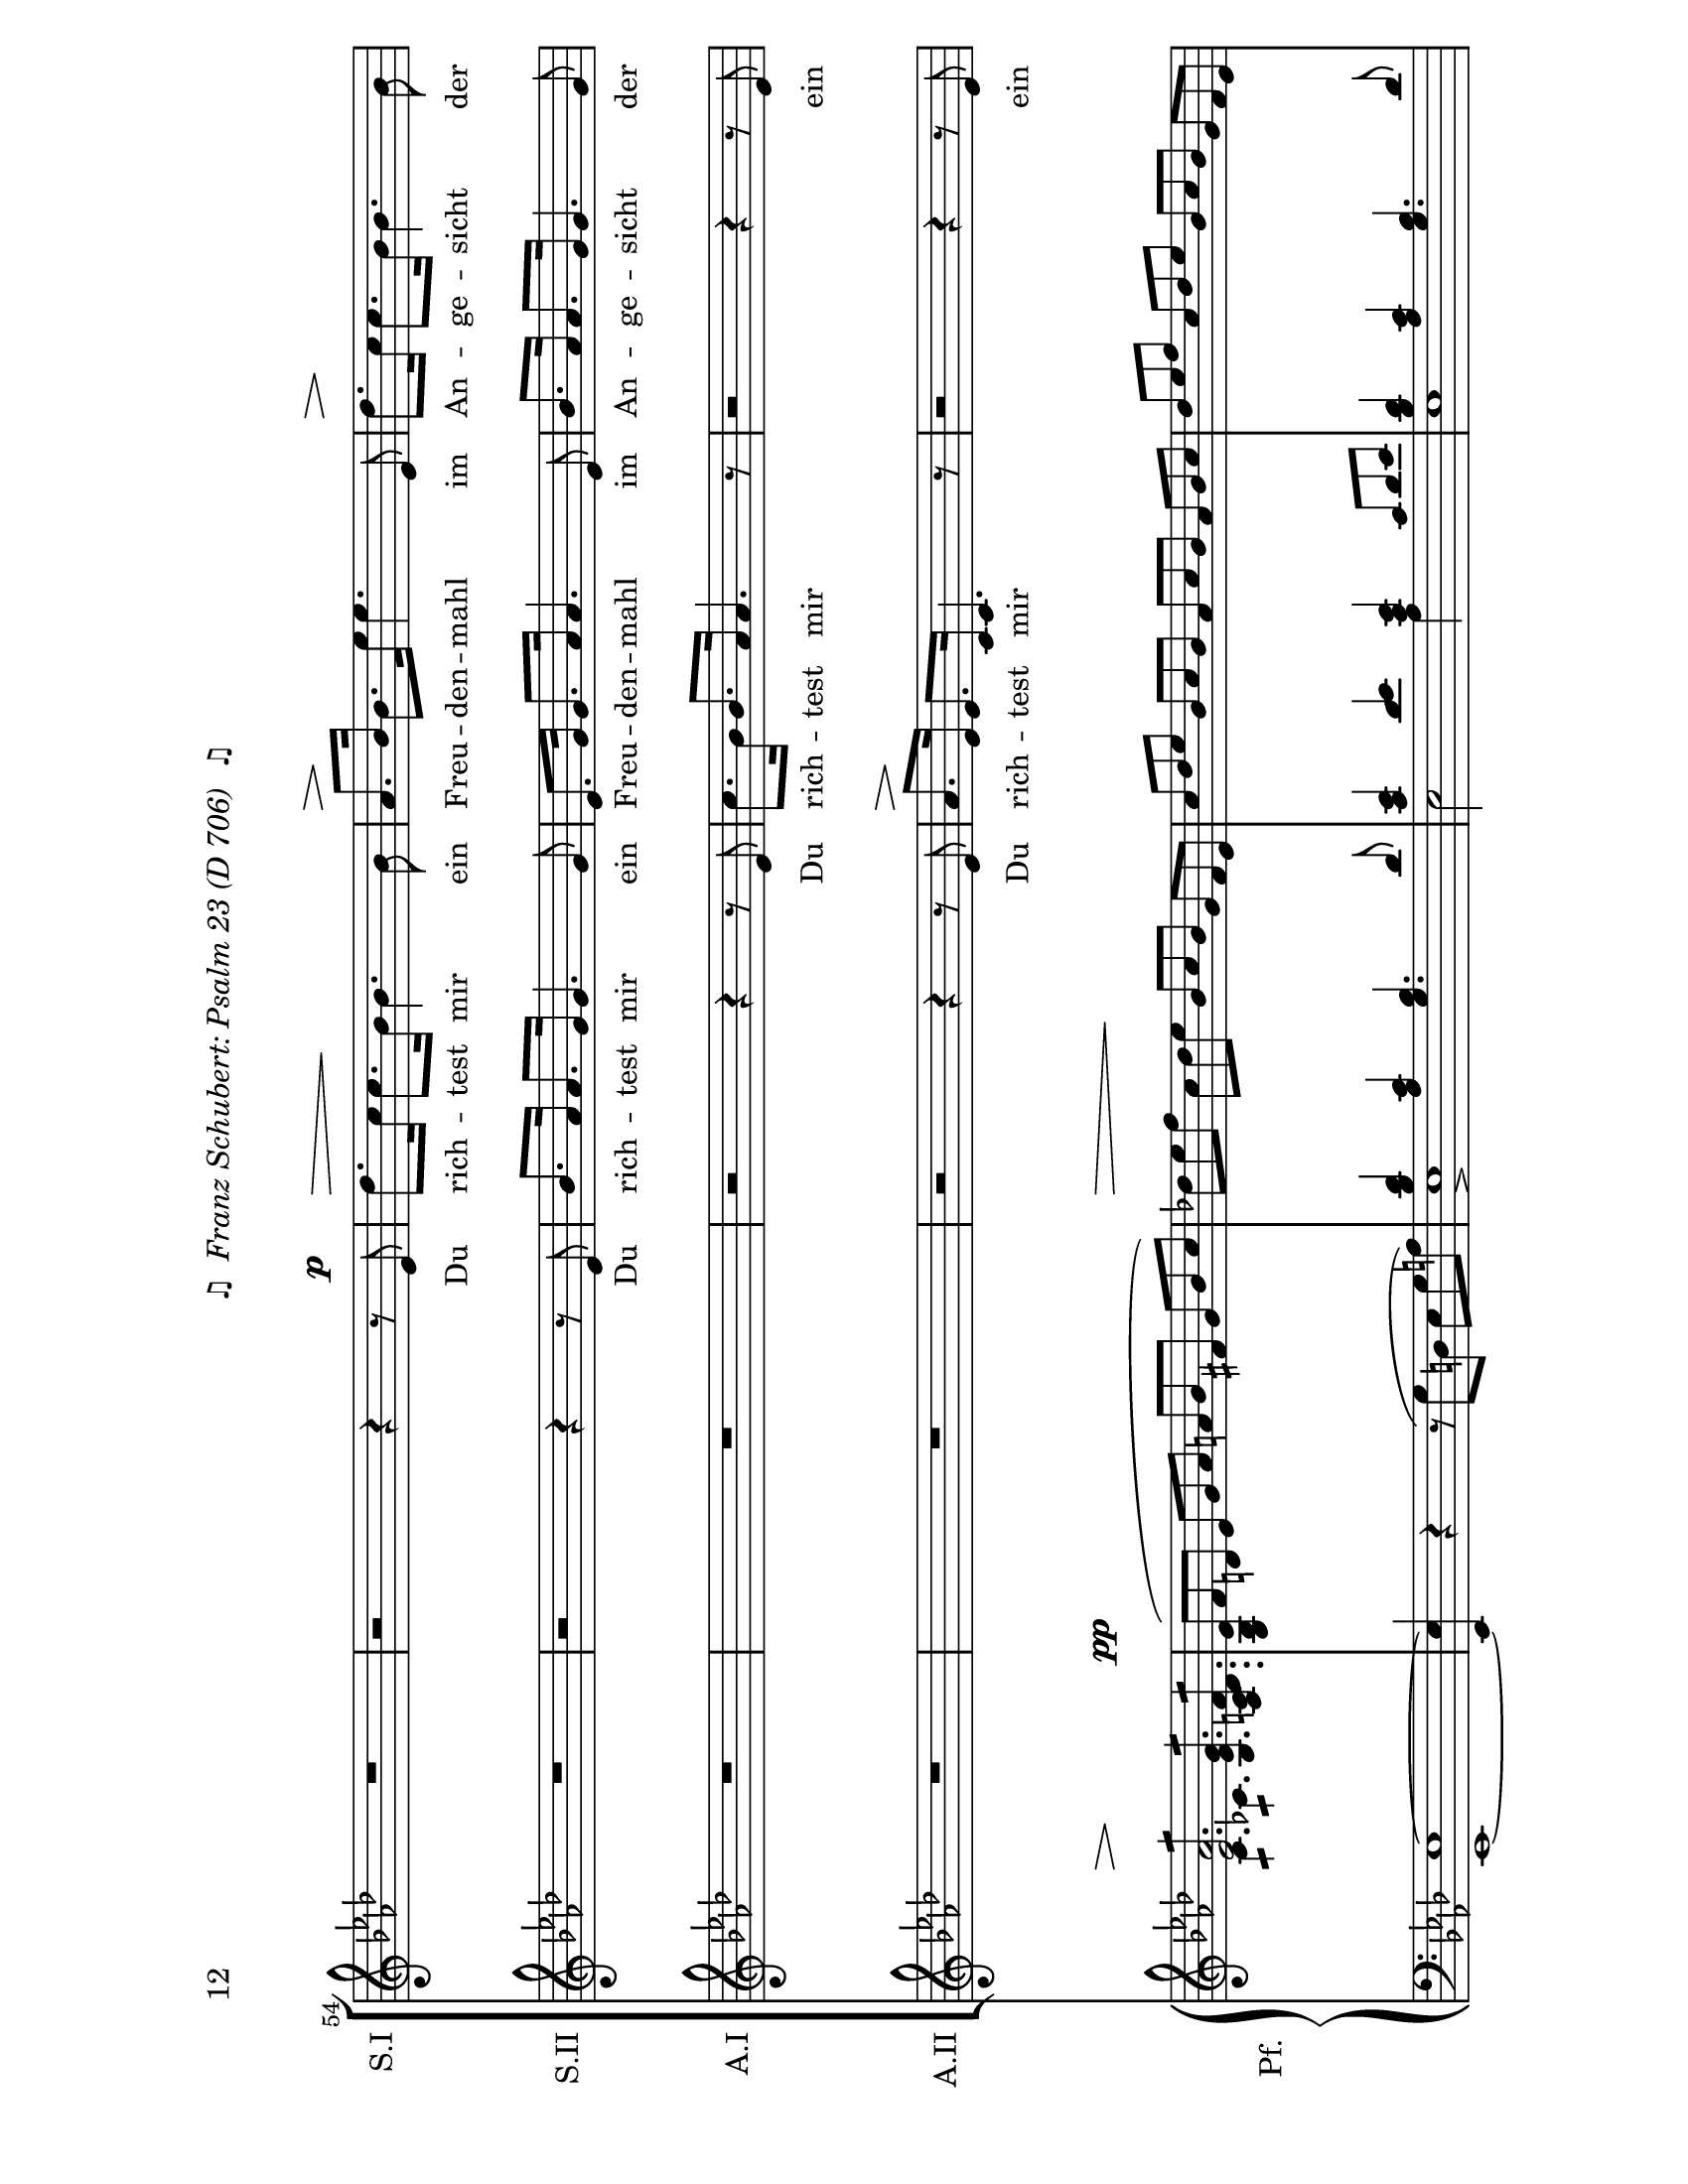 12 ♫ Franz Schubert: Psalm 23 (D 706) ♫
54
p
S.I
Du rich - test mir ein Freu - den - mahl im An - ge - sicht der
S.II
Du rich - test mir ein Freu - den - mahl im An - ge - sicht der
A.I
Du rich - test mir ein
A.II
Du rich - test mir ein
pp
Pf.